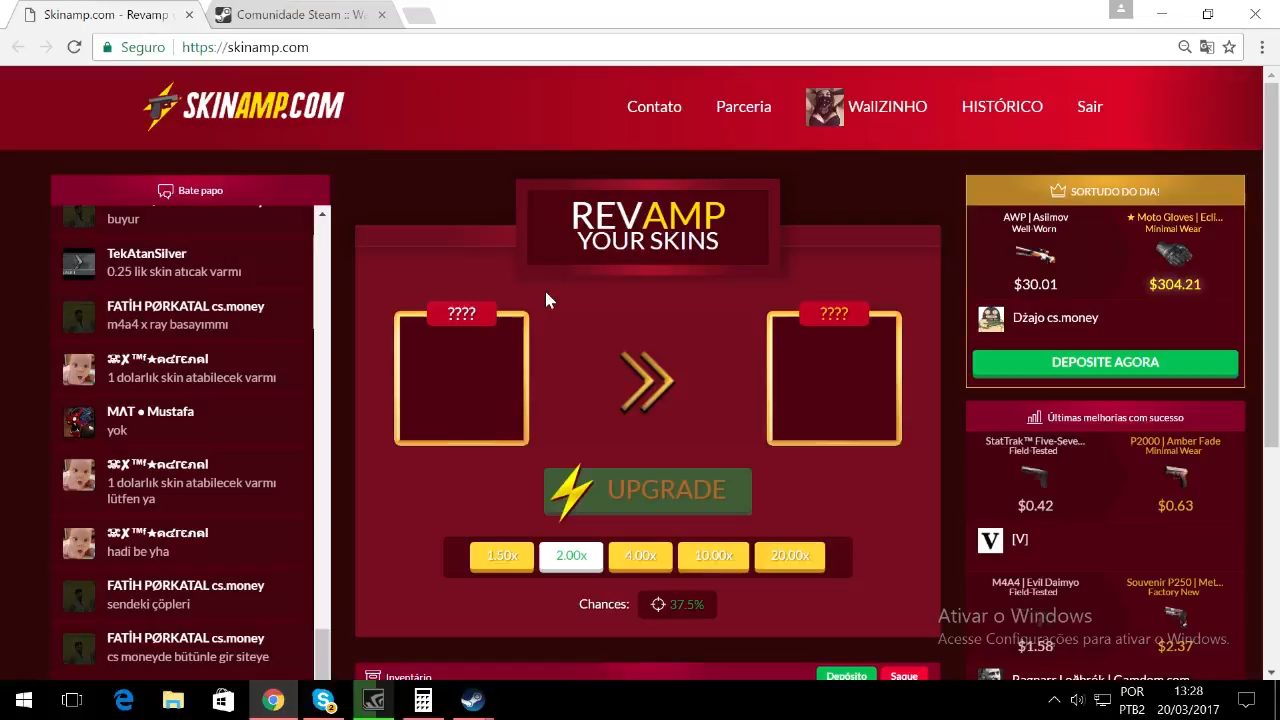 Skinamp.com - Revamp
Comunidade Steam :: W
Seguro
https://skinamp.com
SKINAMP.COM
Contato
Parceria
WallZINHO
HISTÓRICO
Sair
Bate papo
buyur
TekAtanSilver
0.25 lik skin atıcak varmı
FATİH PØRKATAL cs.money
m4a4 x ray basayımmı
1 dolarlık skin atabilecek varmı
MΛT ● Mustafa
yok
1 dolarlık skin atabilecek varmı
lütfen ya
hadi be yha
FATİH PØRKATAL cs.money
sendeki çöpleri
FATİH PØRKATAL cs.money
cs moneyde bütünle gir siteye
REVAMP
YOUR SKINS
????
????
UPGRADE
1.50x
2.00x
4.00x
10.00x
20.00x
Chances:
37.5%
Inventário
Depósito
Saque
SORTUDO DO DIA!
AWP | Asiimov
Well-Worn
★ Moto Gloves | Ecli...
Minimal Wear
$30.01
$304.21
Džajo cs.money
DEPOSITE AGORA
Últimas melhorias com sucesso
StatTrak™ Five-Seve...
Field-Tested
P2000 | Amber Fade
Minimal Wear
$0.42
$0.63
V
[V]
M4A4 | Evil Daimyo
Field-Tested
Souvenir P250 | Met...
Factory New
$1.58
$2.37
Ativar o Windows
Acesse Configurações para ativar o Windows.
POR
PTB2
13:28
20/03/2017